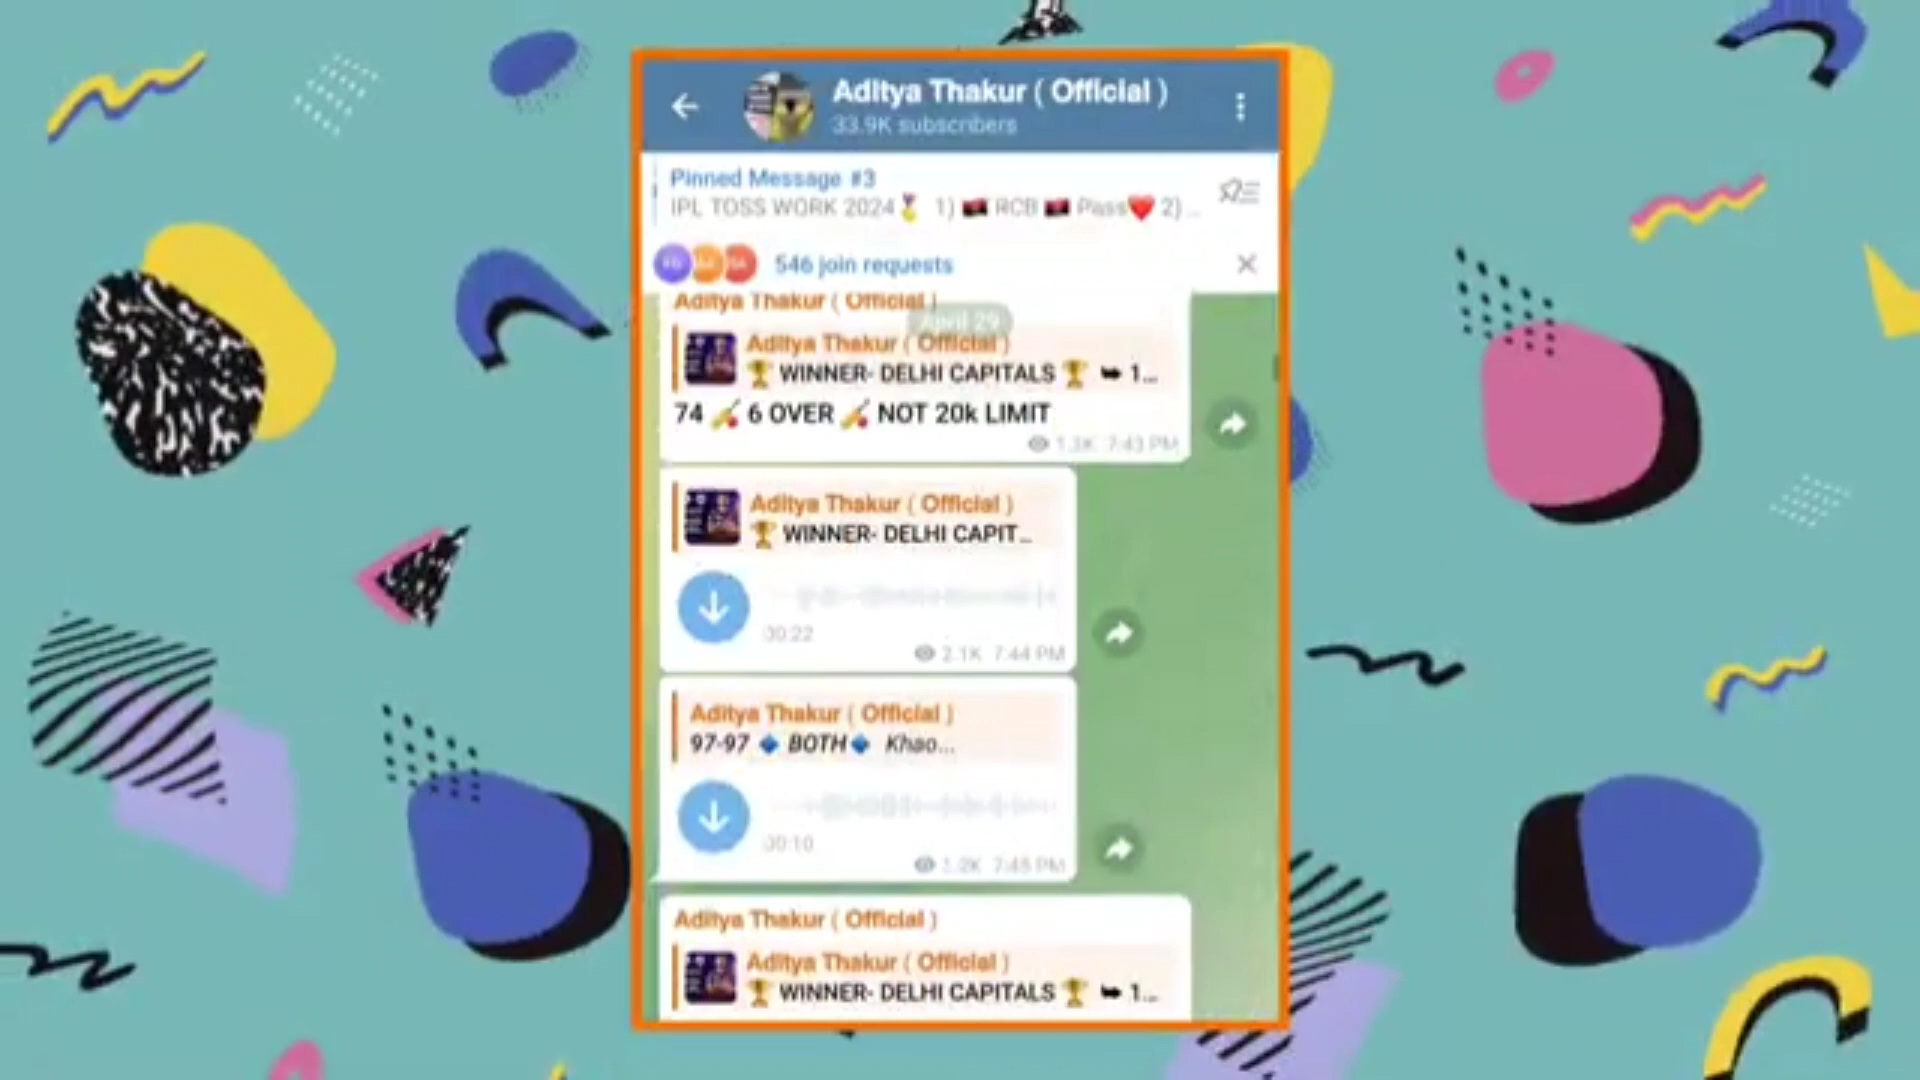 Aditya Thakur ( Official )
33.9K subscribers
Pinned Message #3
IPL TOSS WORK 2024🏅 1) RCB Pass❤️ 2) ...
546 join requests
Aditya Thakur ( Official )
April 29
Aditya Thakur ( Official )
🏆 WINNER- DELHI CAPITALS 🏆 ➥ 1...
74 🏏 6 OVER 🏏 NOT 20k LIMIT
7:43 PM
Aditya Thakur ( Official )
🏆 WINNER- DELHI CAPIT...
00:22
2.1K 7:44 PM
Aditya Thakur ( Official )
97-97 🔷 BOTH🔷 Khao...
00:10
1.2K 7:45 PM
Aditya Thakur ( Official )
Aditya Thakur ( Official )
🏆 WINNER- DELHI CAPITALS 🏆 ➥ 1...